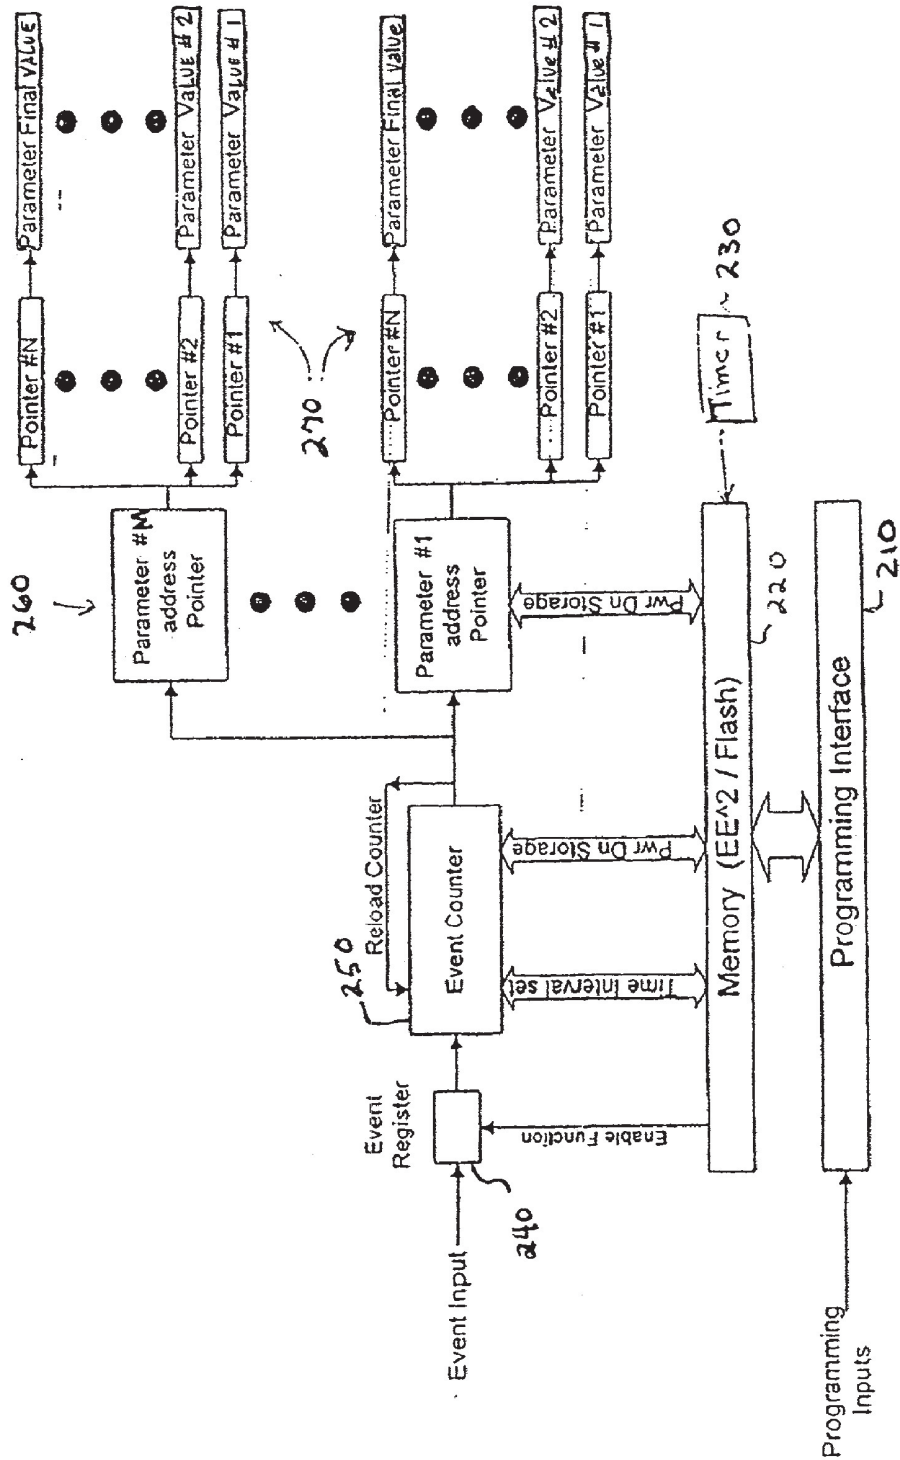 260
Parameter #M
address
Pointer
Pointer #N
Parameter Final VALUE
Pointer #2
Parameter VALUE #2
Pointer #1
Parameter VALUE #1
270
Parameter #1
address
Pointer
Pointer #N
Parameter Final Value
Pointer #2
Parameter Value #2
Pointer #1
Parameter Value #1
Event Input
Event
Register
240
250
Reload Counter
Event Counter
Enable Function
Time Interval set
Pwr Dn Storage
Pwr Dn Storage
Timer
230
Memory (EE^2 / Flash)
220
Programming Interface
210
Programming
Inputs